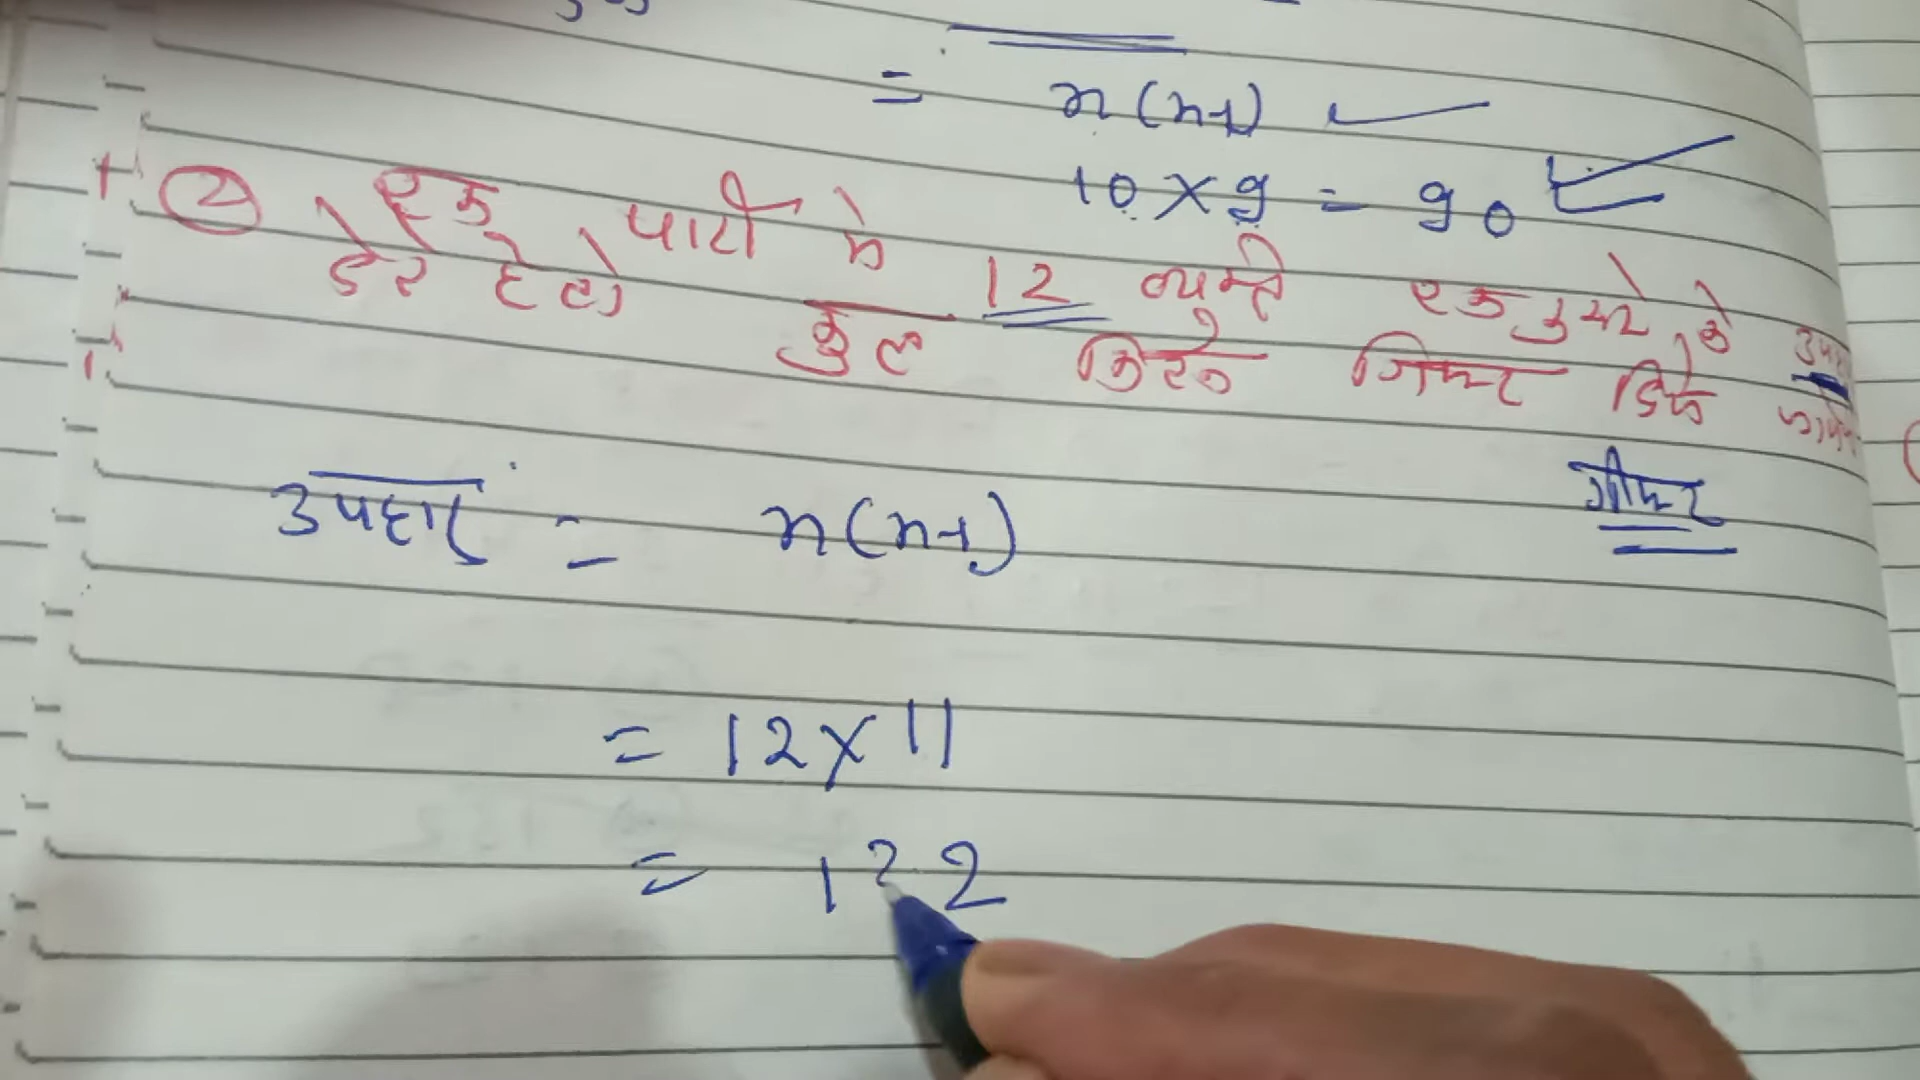 = n(n-1)
10 x 9 = 90
② एक पार्टी मे 12 व्यक्ति एक दुसरे को
देते है तो कुल कितने गिफ्ट दिये
गीफ्ट
उपहार = n(n-1)
= 12 x 11
= 132